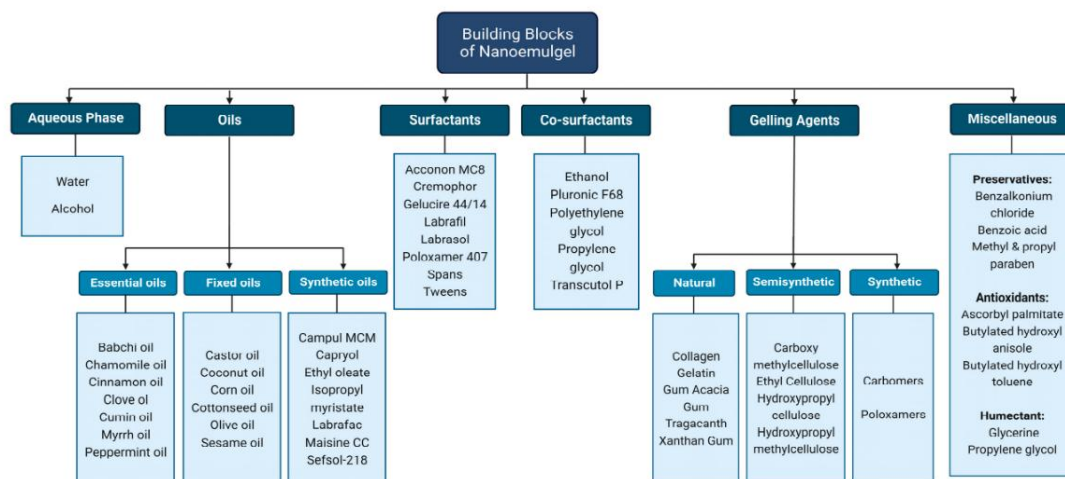 Building Blocks
of Nanoemulgel
Aqueous Phase
Water
Alcohol
Oils
Essential oils
Babchi oil
Chamomile oil
Cinnamon oil
Clove ol
Cumin oil
Myrrh oil
Peppermint oil
Fixed oils
Castor oil
Coconut oil
Corn oil
Cottonseed oil
Olive oil
Sesame oil
Synthetic oils
Campul MCM
Capryol
Ethyl oleate
Isopropyl
myristate
Labrafac
Maisine CC
Sefsol-218
Surfactants
Acconon MC8
Cremophor
Gelucire 44/14
Labrafil
Labrasol
Poloxamer 407
Spans
Tweens
Co-surfactants
Ethanol
Pluronic F68
Polyethylene
glycol
Propylene
glycol
Transcutol P
Gelling Agents
Natural
Collagen
Gelatin
Gum Acacia
Gum
Tragacanth
Xanthan Gum
Semisynthetic
Carboxy
methylcellulose
Ethyl Cellulose
Hydroxypropyl
cellulose
Hydroxypropyl
methylcellulose
Synthetic
Carbomers
Poloxamers
Miscellaneous
Preservatives:
Benzalkonium
chloride
Benzoic acid
Methyl & propyl
paraben
Antioxidants:
Ascorbyl palmitate
Butylated hydroxyl
anisole
Butylated hydroxyl
toluene
Humectant:
Glycerine
Propylene glycol